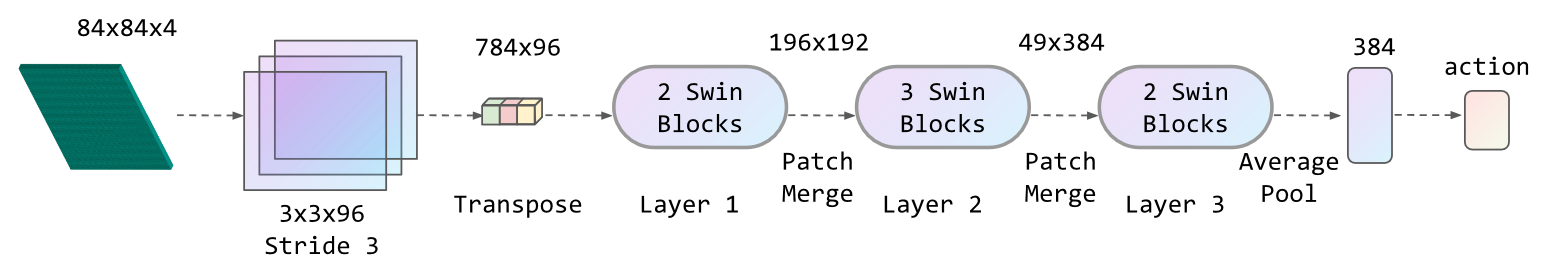 84x84x4
3x3x96
Stride 3
784x96
Transpose
2 Swin
Blocks
Layer 1
196x192
Patch
Merge
3 Swin
Blocks
Layer 2
49x384
Patch
Merge
2 Swin
Blocks
Layer 3
Average
Pool
384
action